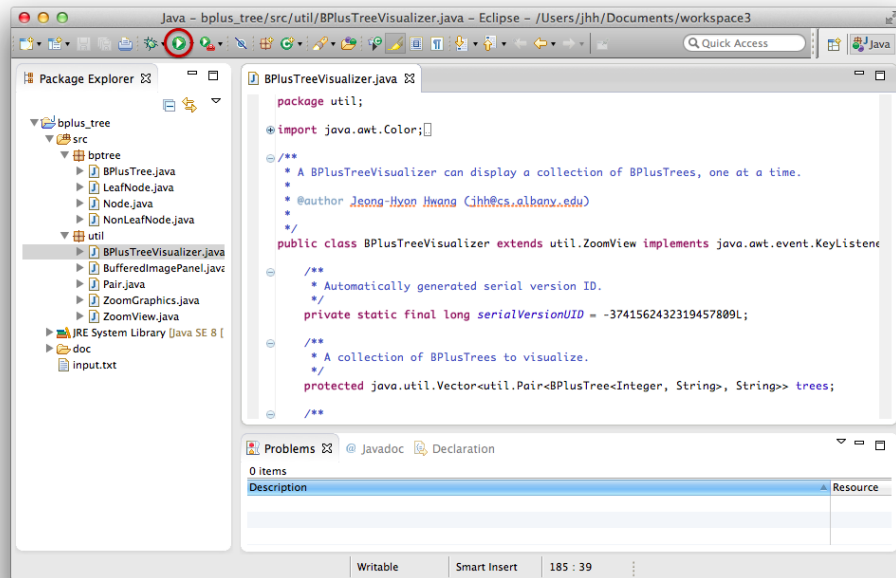 Java – bplus_tree/src/util/BPlusTreeVisualizer.java – Eclipse – /Users/jhh/Documents/workspace3
Quick Access
Java
Package Explorer
bplus_tree
src
bptree
BPlusTree.java
LeafNode.java
Node.java
NonLeafNode.java
util
BPlusTreeVisualizer.java
BufferedImagePanel.java
Pair.java
ZoomGraphics.java
ZoomView.java
JRE System Library [Java SE 8 [
doc
input.txt
BPlusTreeVisualizer.java
package util;
import java.awt.Color;
/**
* A BPlusTreeVisualizer can display a collection of BPlusTrees, one at a time.
*
* @author Jeong-Hyon Hwang (jhh@cs.albany.edu)
*
*/
public class BPlusTreeVisualizer extends util.ZoomView implements java.awt.event.KeyListene
/**
* Automatically generated serial version ID.
*/
private static final long serialVersionUID = -3741562432319457809L;
/**
* A collection of BPlusTrees to visualize.
*/
protected java.util.Vector<util.Pair<BPlusTree<Integer, String>, String>> trees;
/**
Problems @ Javadoc Declaration
0 items
Description Resource
Writable Smart Insert 185 : 39